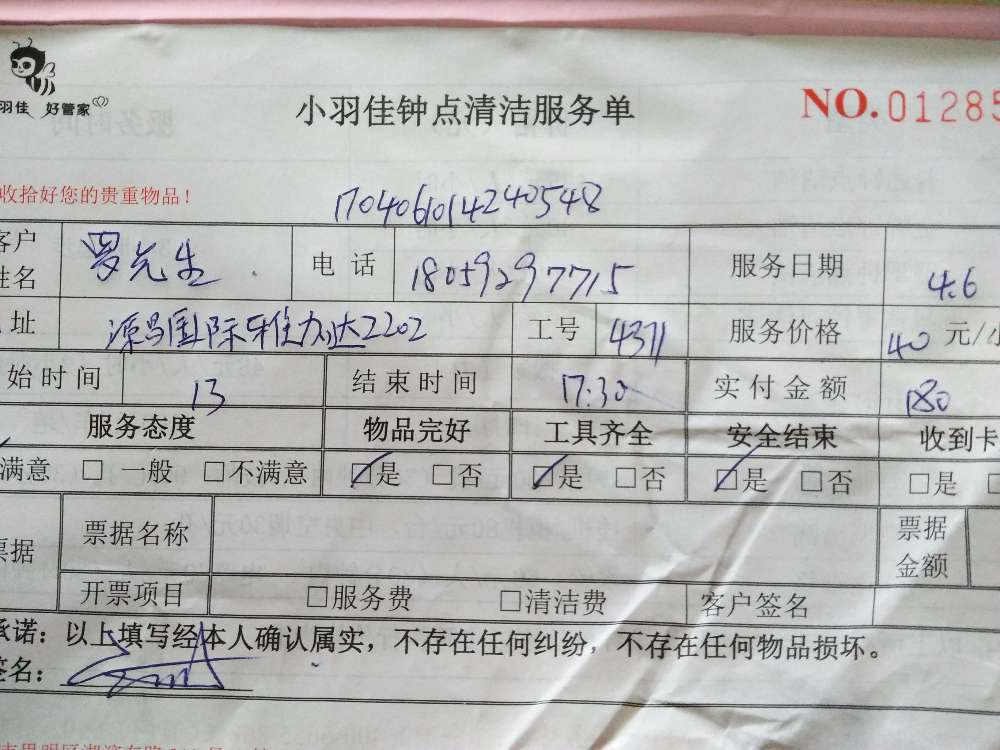 羽佳 好管家
小羽佳钟点清洁服务单
NO.01285
收拾好您的贵重物品！
1704061014240548
客户姓名 罗先生 电话 18059297715 服务日期 4.6
址 源昌国际雅勒达2202 工号 4371 服务价格 40 元/小
始时间 13 结束时间 17:30 实付金额 180
服务态度 物品完好 工具齐全 安全结束 收到卡
满意 □ 一般 □不满意 ☑是 □否 ☑是 □否 ☑是 □否 □是
票据 票据名称 票据金额
开票项目 □服务费 □清洁费 客户签名
承诺：以上填写经本人确认属实，不存在任何纠纷，不存在任何物品损坏。
签名：